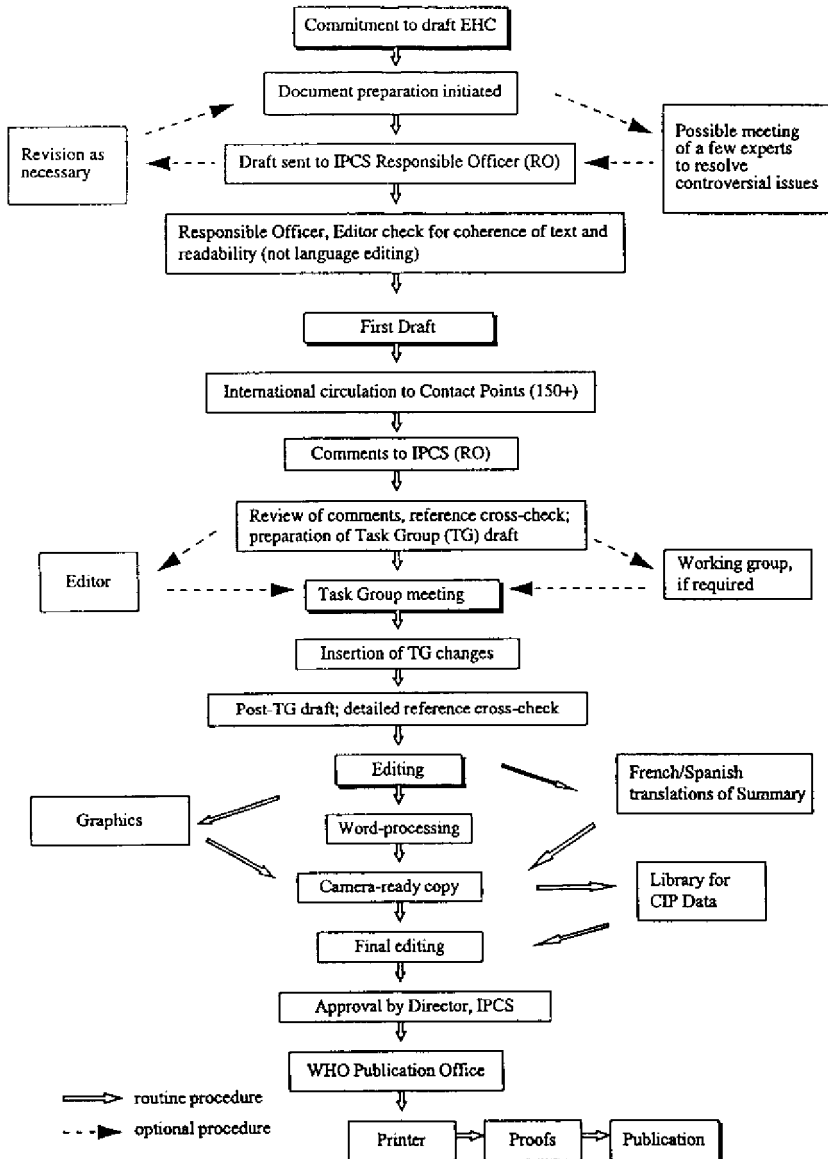 Commitment to draft EHC
Document preparation initiated
Revision as
necessary
Draft sent to IPCS Responsible Officer (RO)
Possible meeting
of a few experts
to resolve
controversial issues
Responsible Officer, Editor check for coherence of text and
readability (not language editing)
First Draft
International circulation to Contact Points (150+)
Comments to IPCS (RO)
Review of comments, reference cross-check;
preparation of Task Group (TG) draft
Editor
Working group,
if required
Task Group meeting
Insertion of TG changes
Post-TG draft; detailed reference cross-check
Editing
French/Spanish
translations of Summary
Graphics
Word-processing
Camera-ready copy
Library for
CIP Data
Final editing
Approval by Director, IPCS
WHO Publication Office
routine procedure
optional procedure
Printer
Proofs
Publication